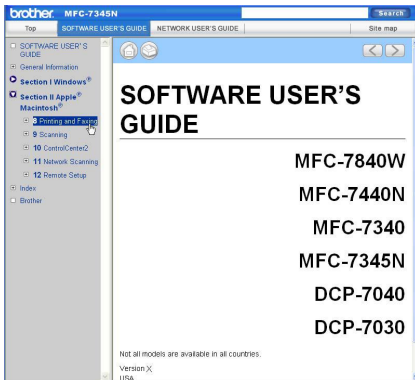 brother. MFC-7345N
Search
Top SOFTWARE USER'S GUIDE NETWORK USER'S GUIDE Site map
SOFTWARE USER'S
GUIDE
General Information
Section I Windows®
Section II Apple®
Macintosh®
8 Printing and Faxing
9 Scanning
10 ControlCenter2
11 Network Scanning
12 Remote Setup
Index
Brother
SOFTWARE USER'S
GUIDE
MFC-7840W
MFC-7440N
MFC-7340
MFC-7345N
DCP-7040
DCP-7030
Not all models are available in all countries.
Version X
USA